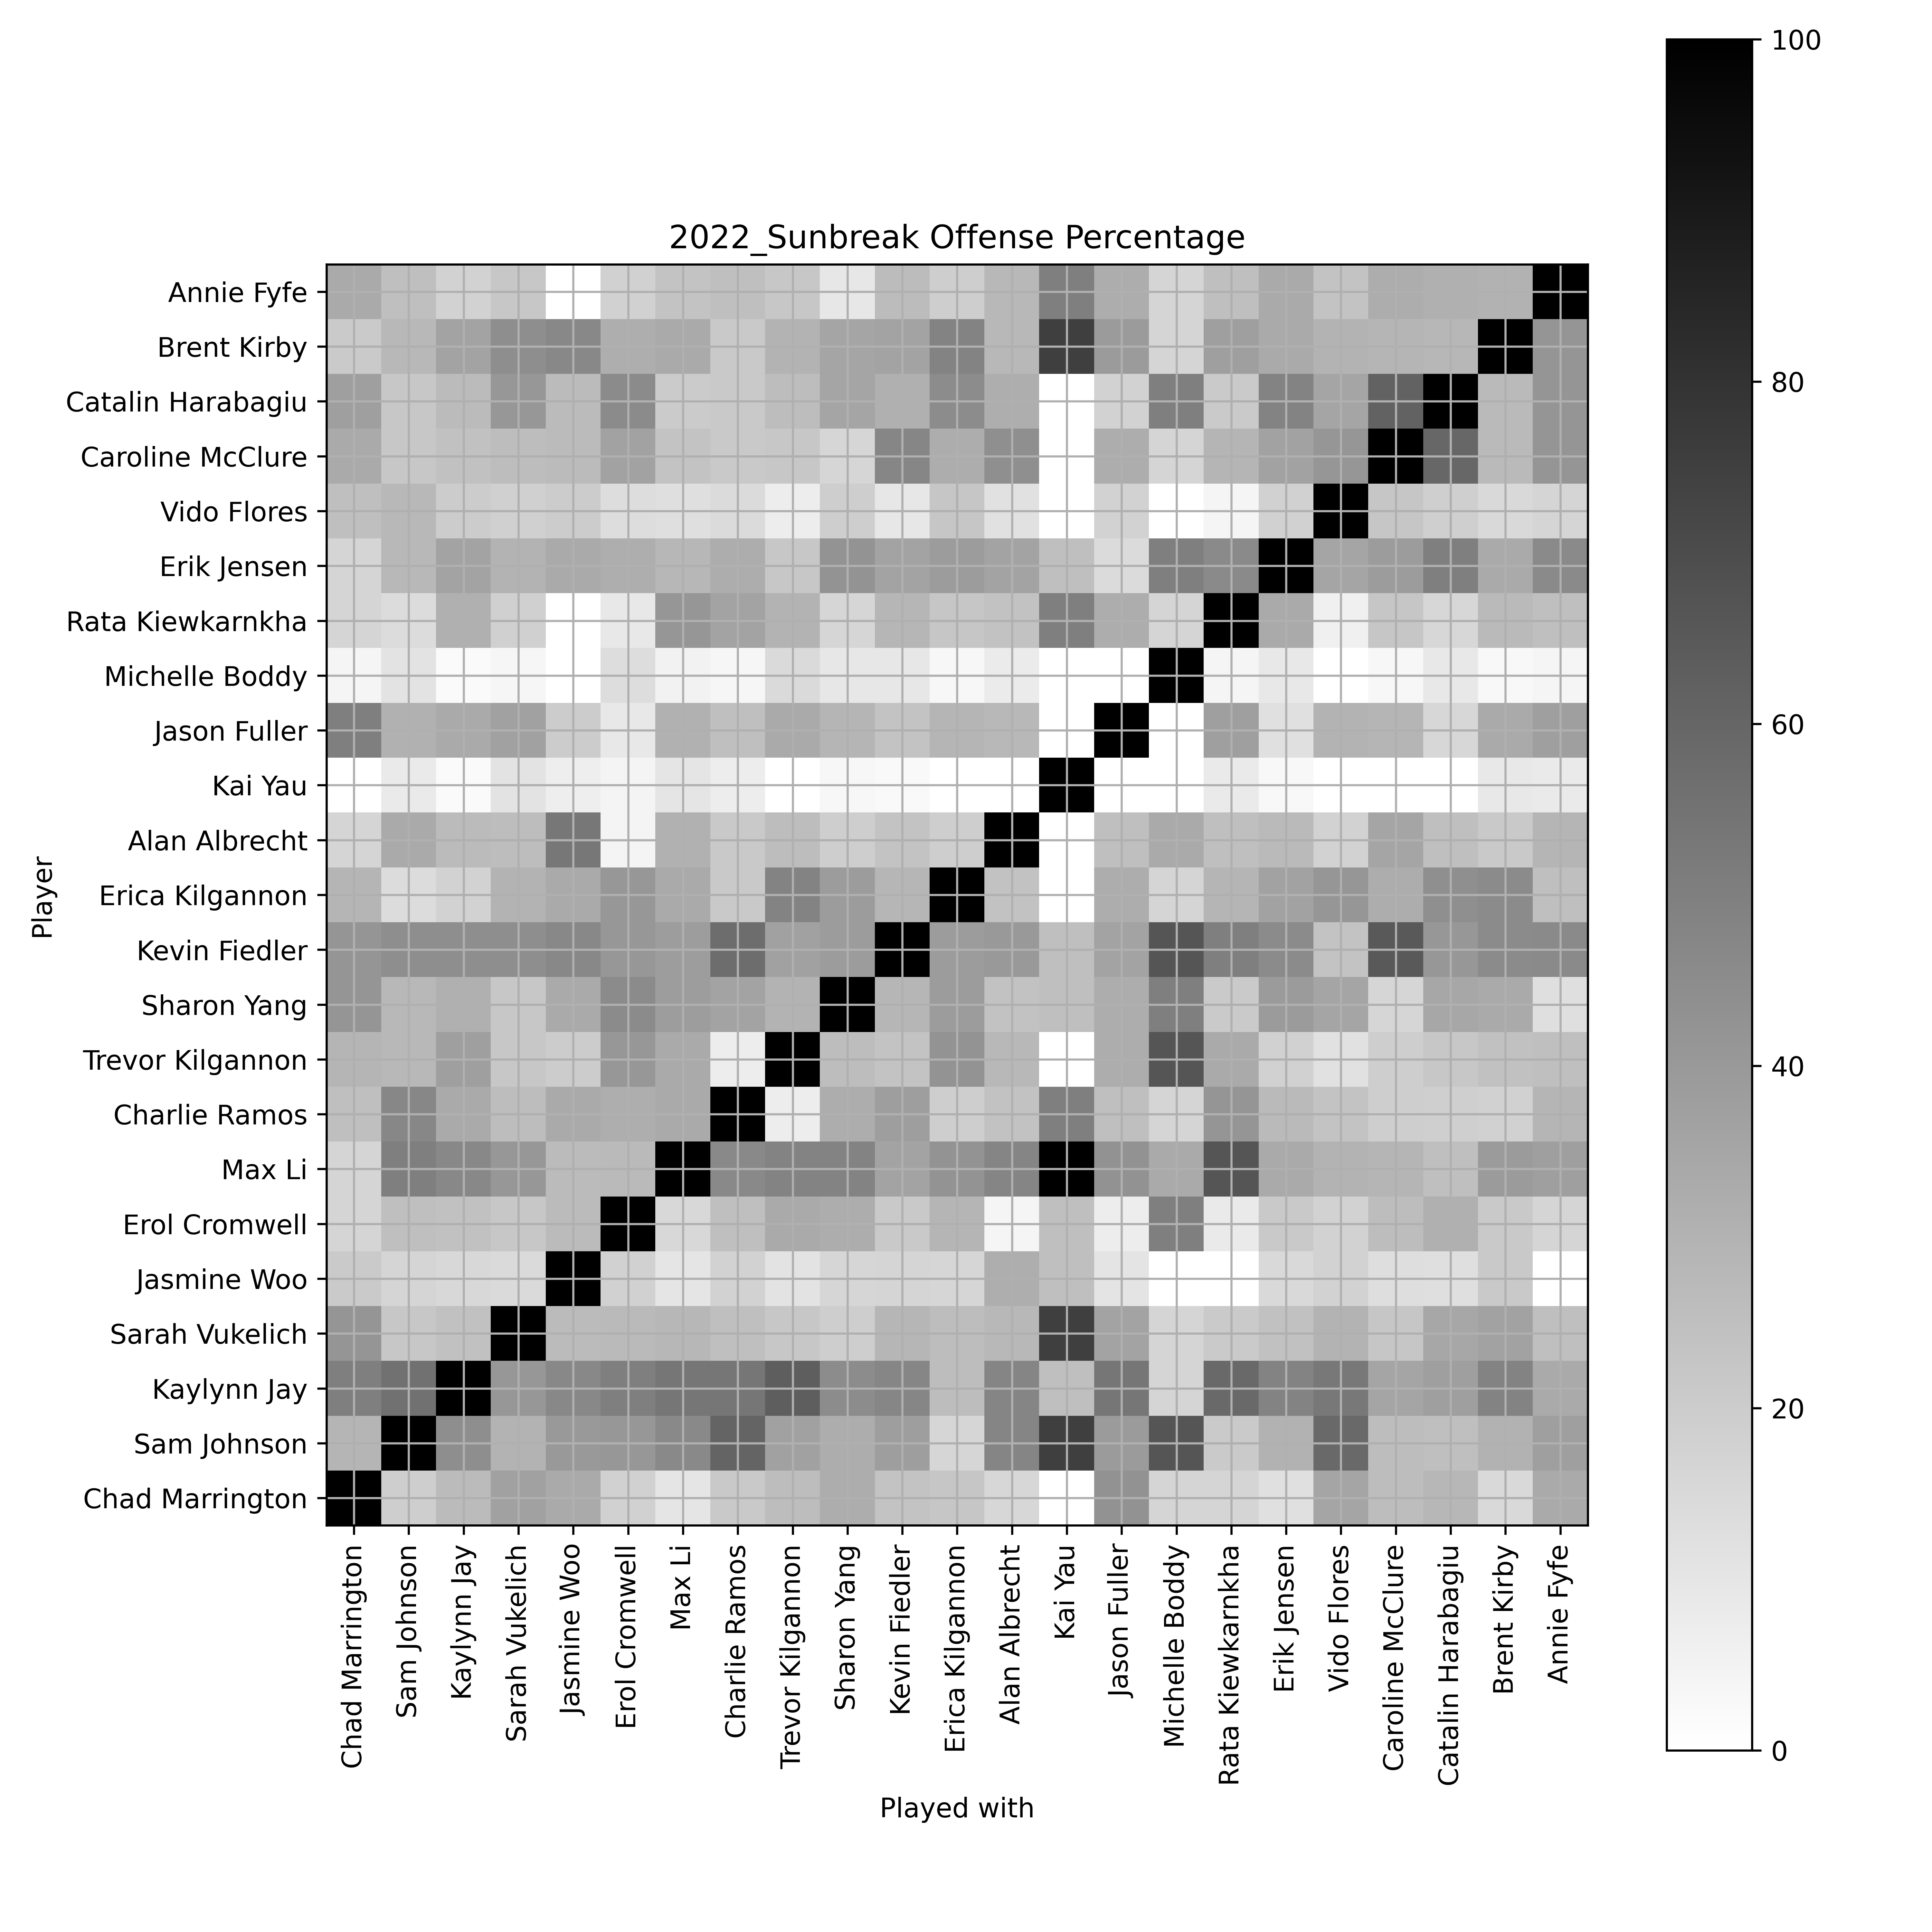 2022_Sunbreak Offense Percentage
Player
Annie Fyfe
Brent Kirby
Catalin Harabagiu
Caroline McClure
Vido Flores
Erik Jensen
Rata Kiewkarnkha
Michelle Boddy
Jason Fuller
Kai Yau
Alan Albrecht
Erica Kilgannon
Kevin Fiedler
Sharon Yang
Trevor Kilgannon
Charlie Ramos
Max Li
Erol Cromwell
Jasmine Woo
Sarah Vukelich
Kaylynn Jay
Sam Johnson
Chad Marrington
Chad Marrington
Sam Johnson
Kaylynn Jay
Sarah Vukelich
Jasmine Woo
Erol Cromwell
Max Li
Charlie Ramos
Trevor Kilgannon
Sharon Yang
Kevin Fiedler
Erica Kilgannon
Alan Albrecht
Kai Yau
Jason Fuller
Michelle Boddy
Rata Kiewkarnkha
Erik Jensen
Vido Flores
Caroline McClure
Catalin Harabagiu
Brent Kirby
Annie Fyfe
Played with
100
80
60
40
20
0